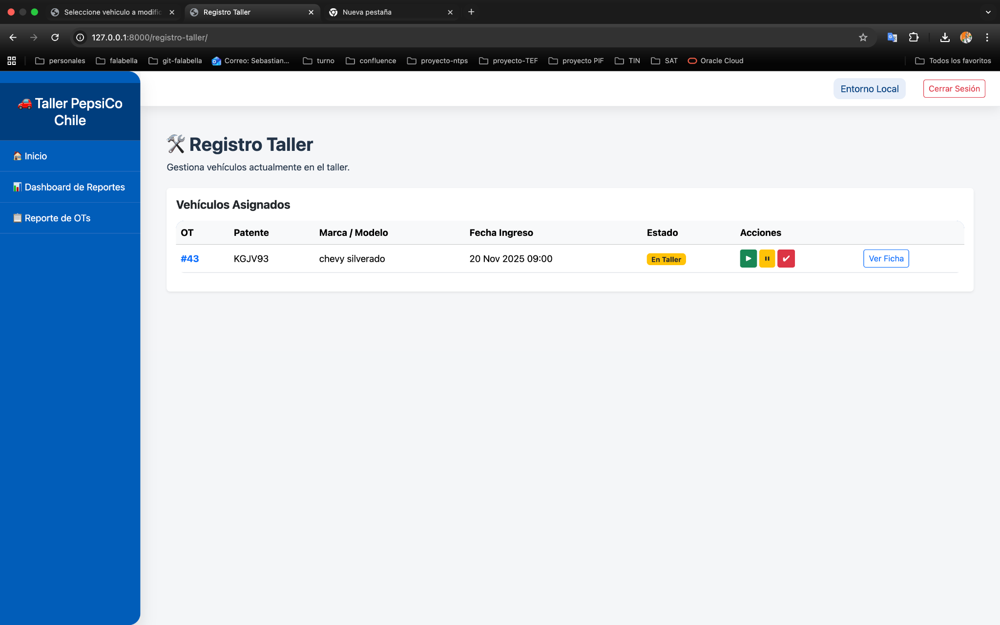 Seleccione vehiculo a modific
Registro Taller
Nueva pestaña
127.0.0.1:8000/registro-taller/
personales
falabella
git-falabella
Correo: Sebastian...
turno
confluence
proyecto-ntps
proyecto-TEF
proyecto PIF
TIN
SAT
Oracle Cloud
Todos los favoritos
Taller PepsiCo
Chile
Entorno Local
Cerrar Sesión
Inicio
Dashboard de Reportes
Reporte de OTs
Registro Taller
Gestiona vehículos actualmente en el taller.
Vehículos Asignados
OT Patente Marca / Modelo Fecha Ingreso Estado Acciones
#43 KGJV93 chevy silverado 20 Nov 2025 09:00 En Taller Ver Ficha